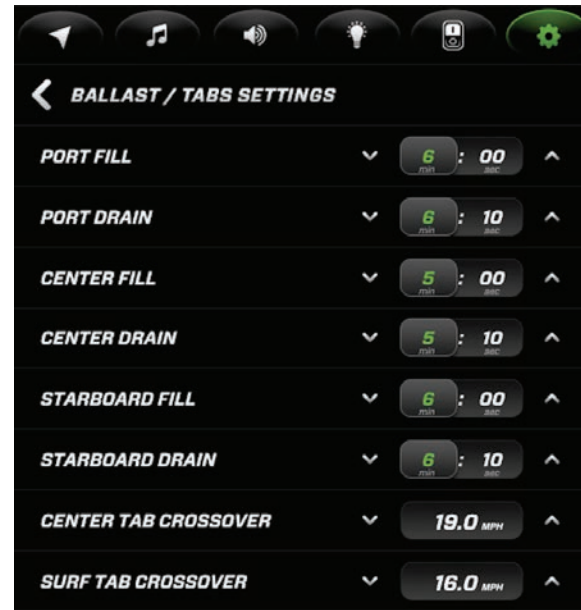 BALLAST / TABS SETTINGS
PORT FILL 6 : 00
min sec
PORT DRAIN 6 : 10
min sec
CENTER FILL 5 : 00
min sec
CENTER DRAIN 5 : 10
min sec
STARBOARD FILL 6 : 00
min sec
STARBOARD DRAIN 6 : 10
min sec
CENTER TAB CROSSOVER 19.0 MPH
SURF TAB CROSSOVER 16.0 MPH